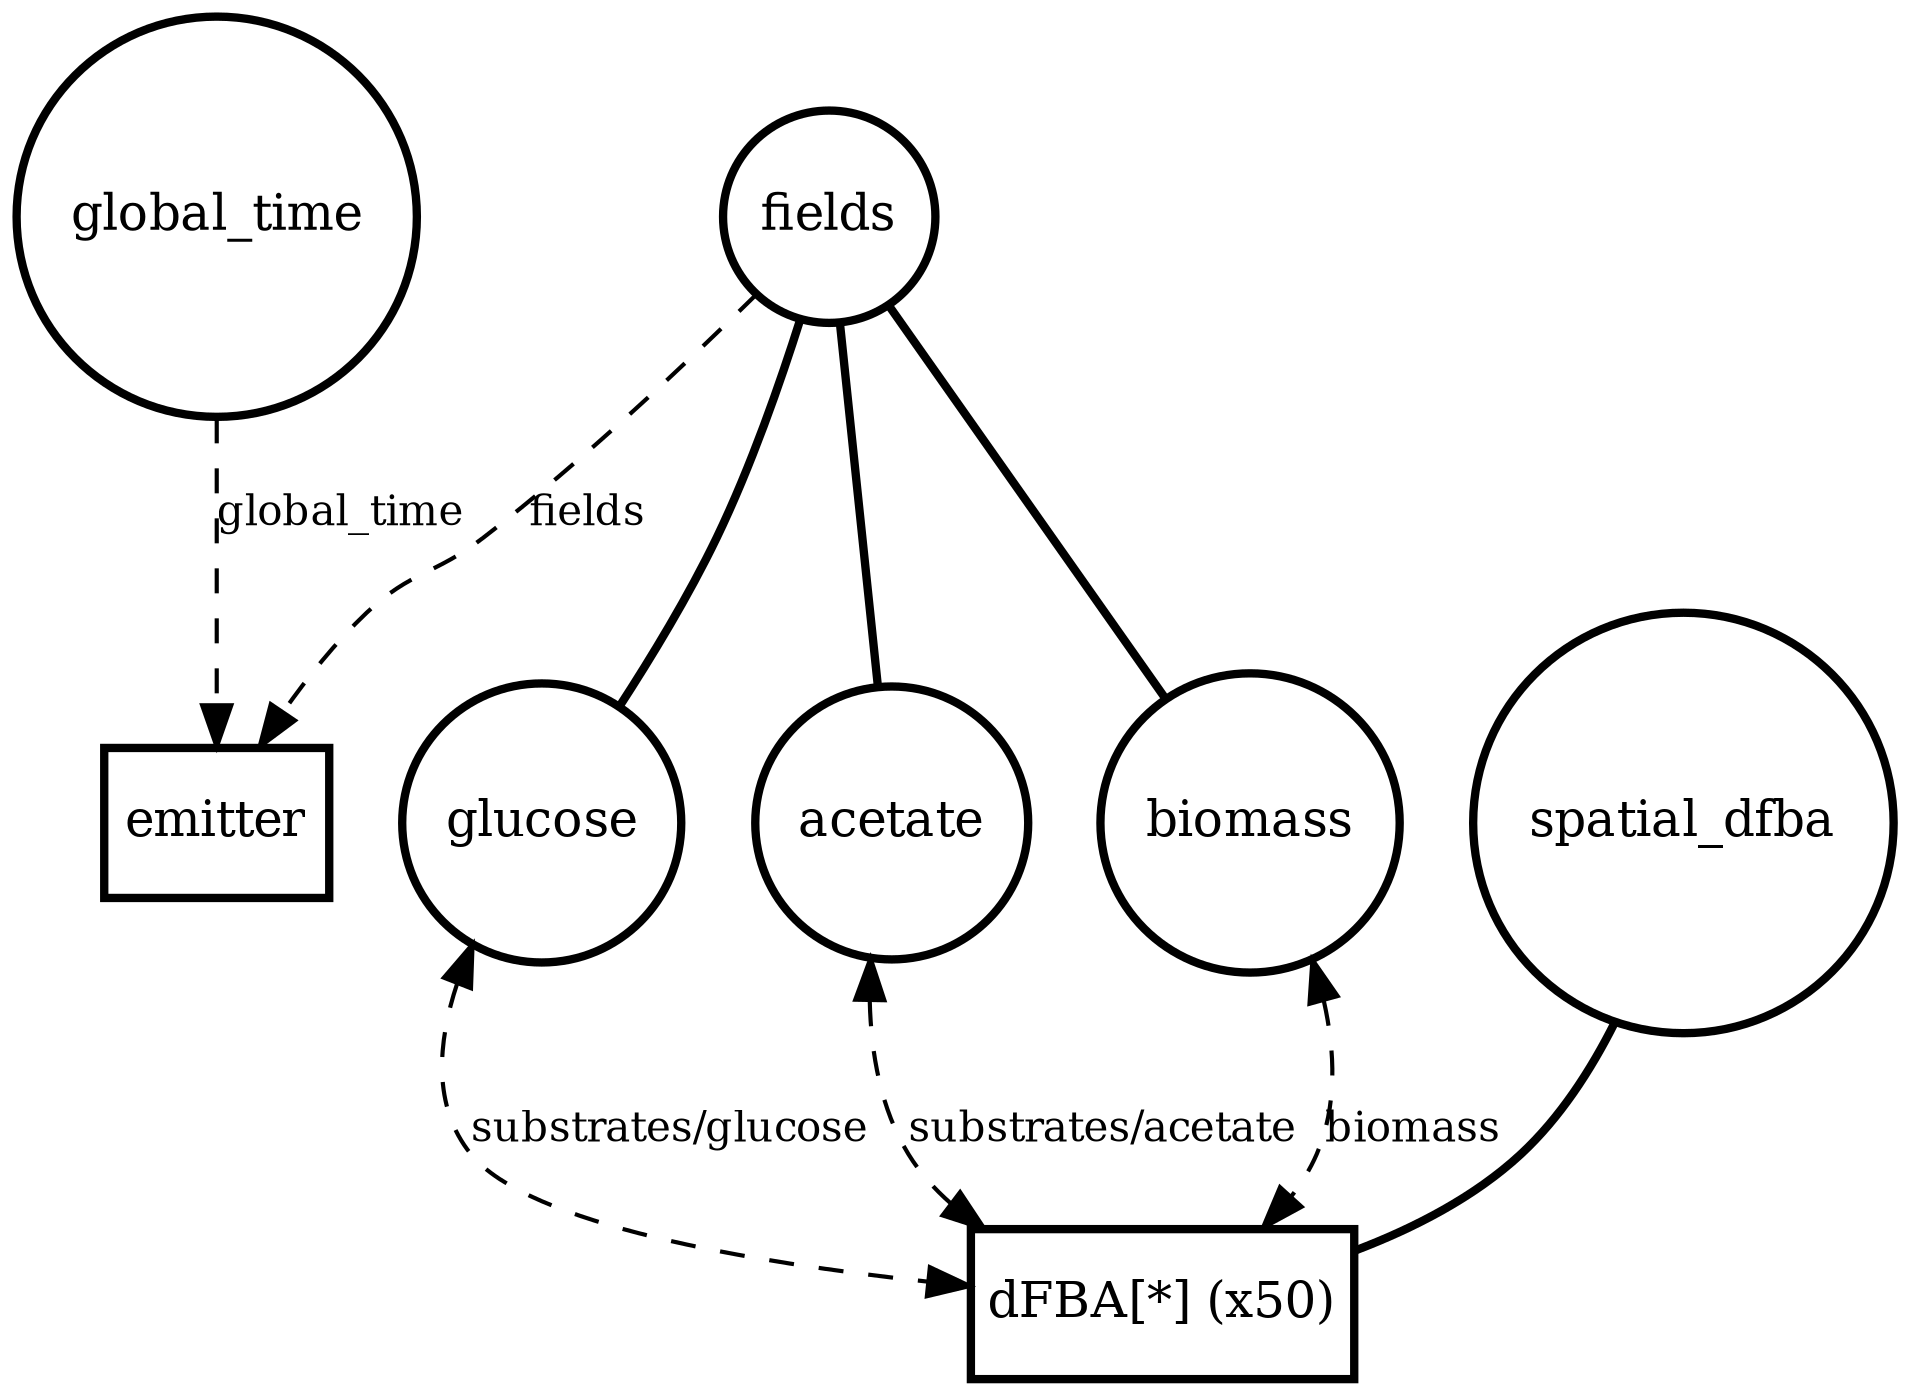 global_time
fields
global_time
fields
emitter
glucose
acetate
biomass
spatial_dfba
substrates/glucose
substrates/acetate
biomass
dFBA[*] (x50)